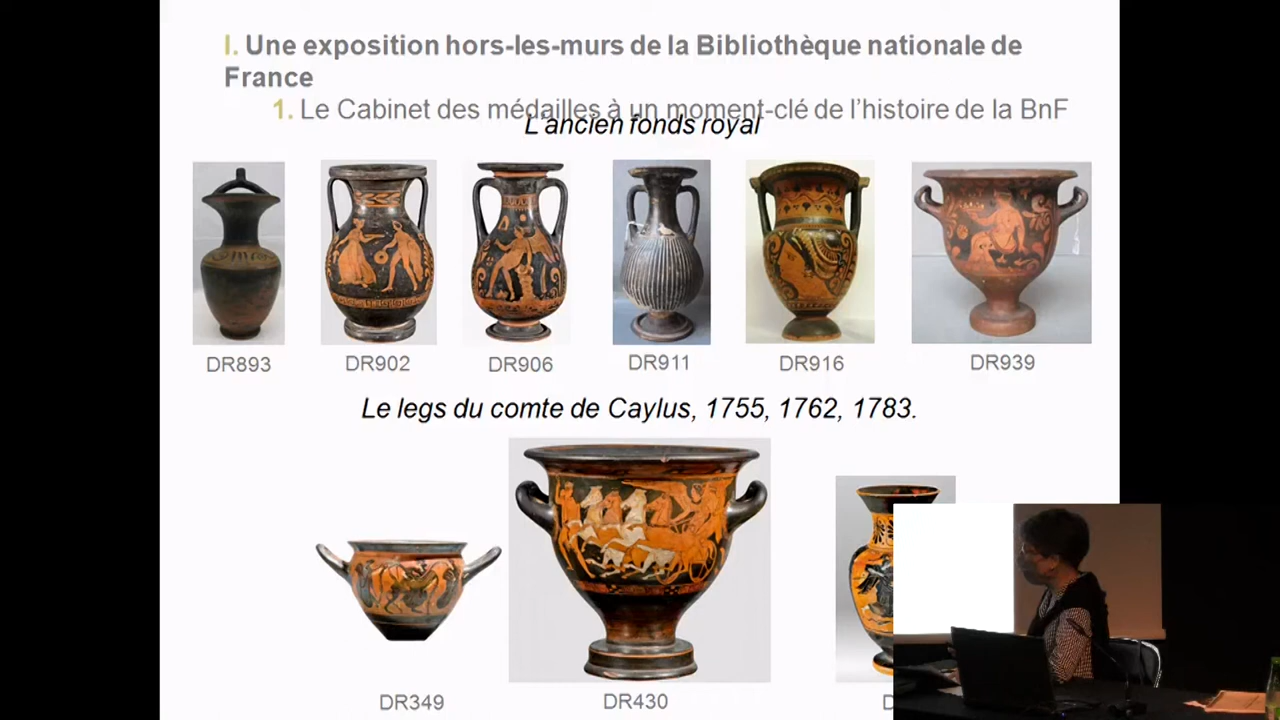 I. Une exposition hors-les-murs de la Bibliothèque nationale de
France
1. Le Cabinet des médailles à un moment-clé de l'histoire de la BnF
L'ancien fonds royal
DR893 DR902 DR906 DR911 DR916 DR939
Le legs du comte de Caylus, 1755, 1762, 1783.
DR349 DR430